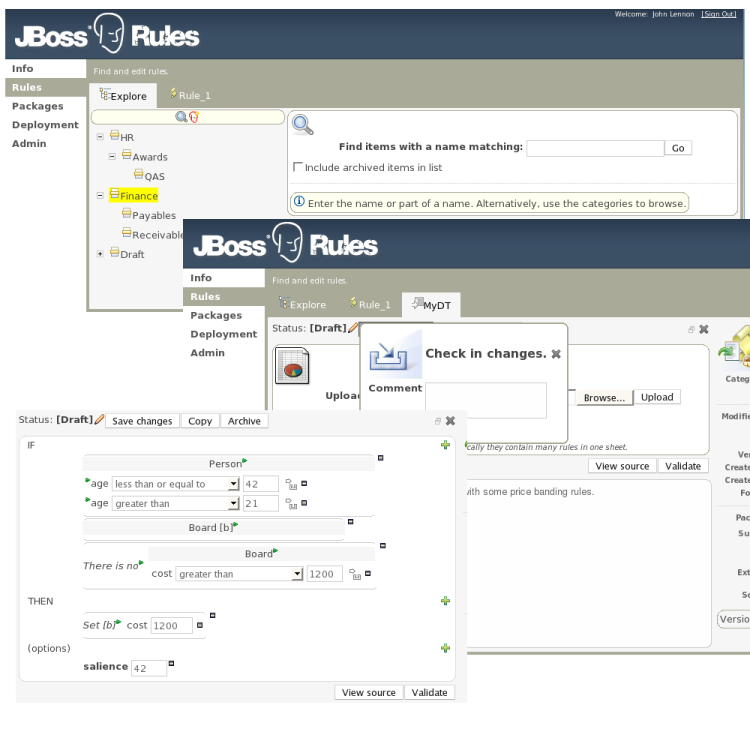 Welcome: John Lennon [Sign Out]
JBoss Rules
Info
Rules
Packages
Deployment
Admin
Find and edit rules.
Explore
Rule_1
HR
Awards
QAS
Finance
Payables
Receivable
Draft
Find items with a name matching:
Go
Include archived items in list
Enter the name or part of a name. Alternatively, use the categories to browse.
JBoss Rules
Info
Rules
Packages
Deployment
Admin
Find and edit rules.
Explore
Rule_1
MyDT
Status: [Draft]
Check in changes.
Comment
Uploa
Browse...
Upload
cally they contain many rules in one sheet.
View source
Validate
with some price banding rules.
Categ
Modifie
Ve
Create
Create
Fo
Pac
Su
Ext
So
Versio
Status: [Draft]
Save changes
Copy
Archive
IF
Person
age less than or equal to 42
age greater than 21
Board [b]
There is no
Board
cost greater than 1200
THEN
Set [b] cost 1200
(options)
salience 42
View source
Validate